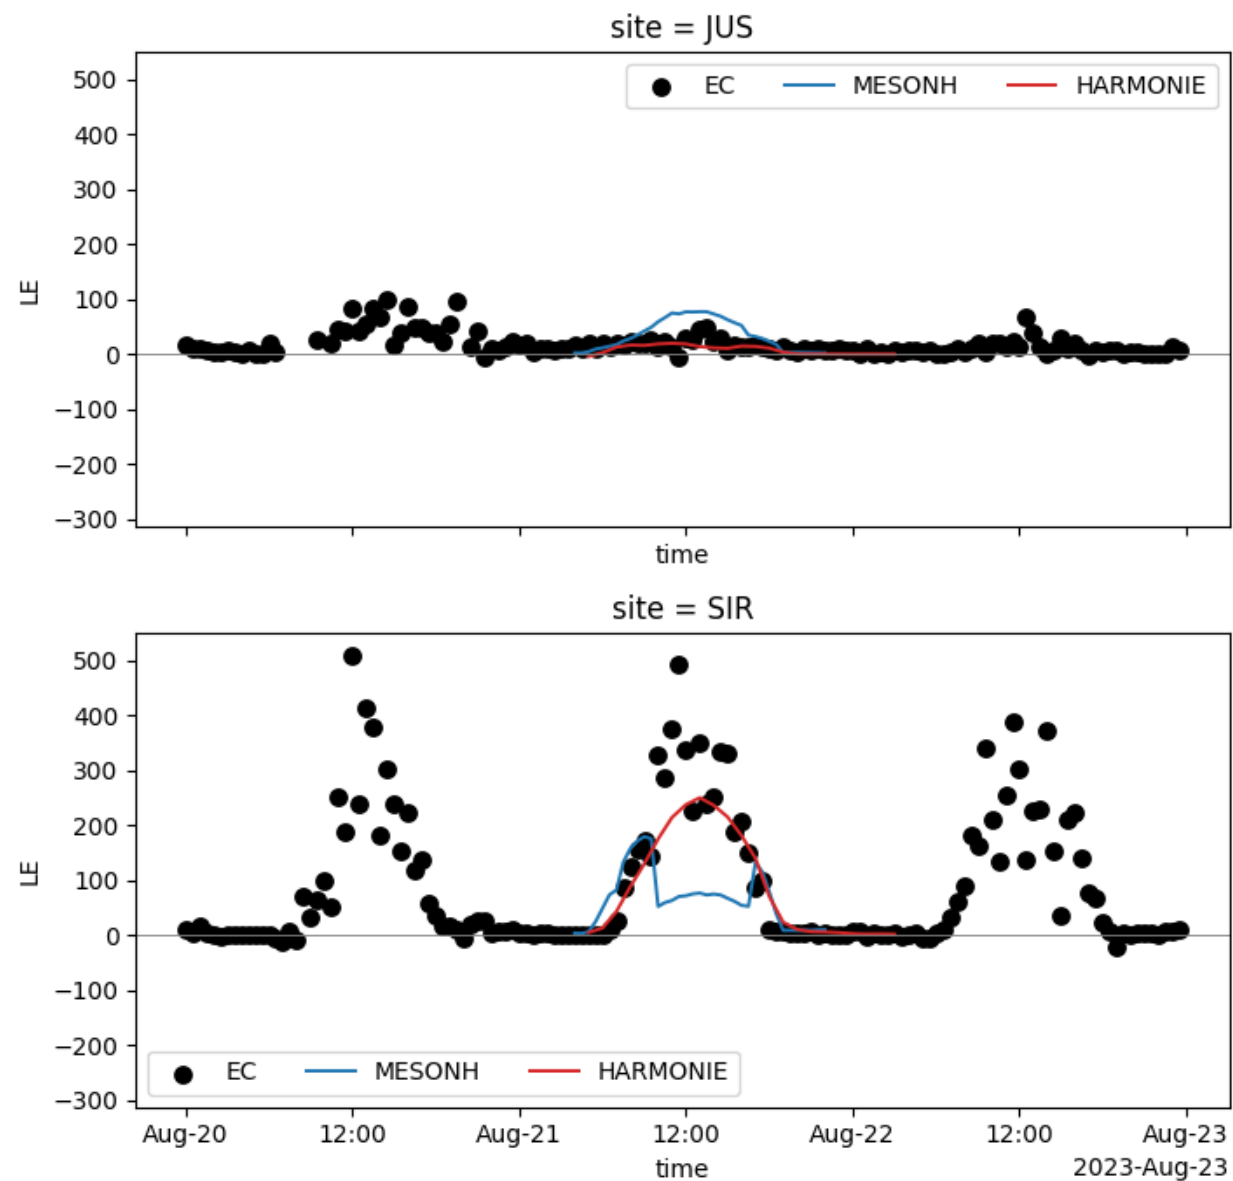 site = JUS
500
400
300
200
100
0
−100
−200
−300
LE
EC MESONH HARMONIE
time
site = SIR
500
400
300
200
100
0
−100
−200
−300
LE
EC MESONH HARMONIE
Aug-20 12:00 Aug-21 12:00 Aug-22 12:00 Aug-23
time
2023-Aug-23